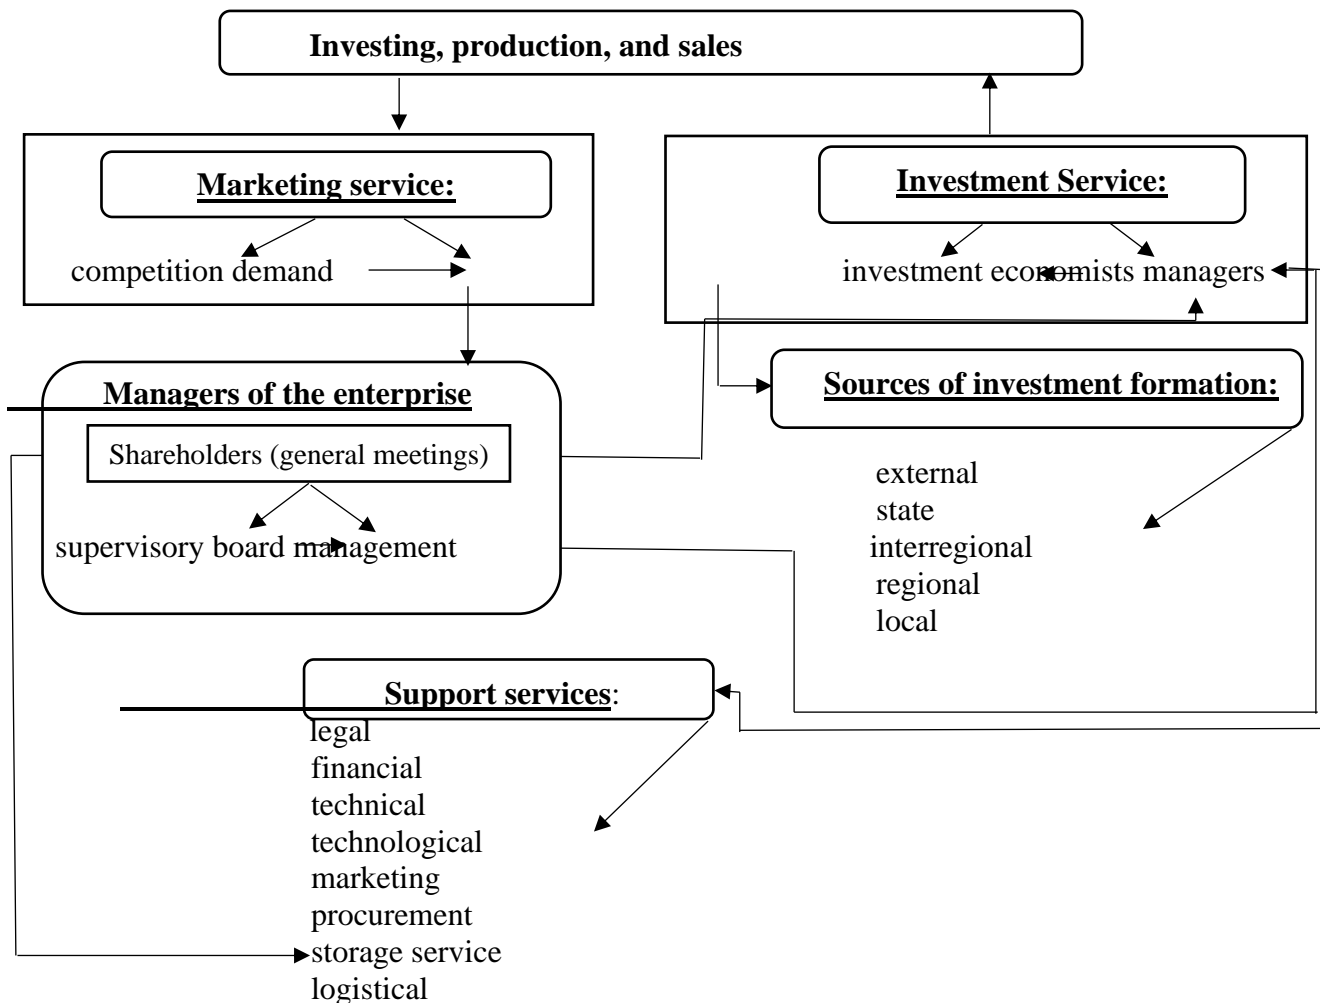 Investing, production, and sales
Marketing service:
competition demand
Investment Service:
investment economists managers
Managers of the enterprise
Shareholders (general meetings)
supervisory board management
Sources of investment formation:
external
state
interregional
regional
local
Support services:
legal
financial
technical
technological
marketing
procurement
storage service
logistical